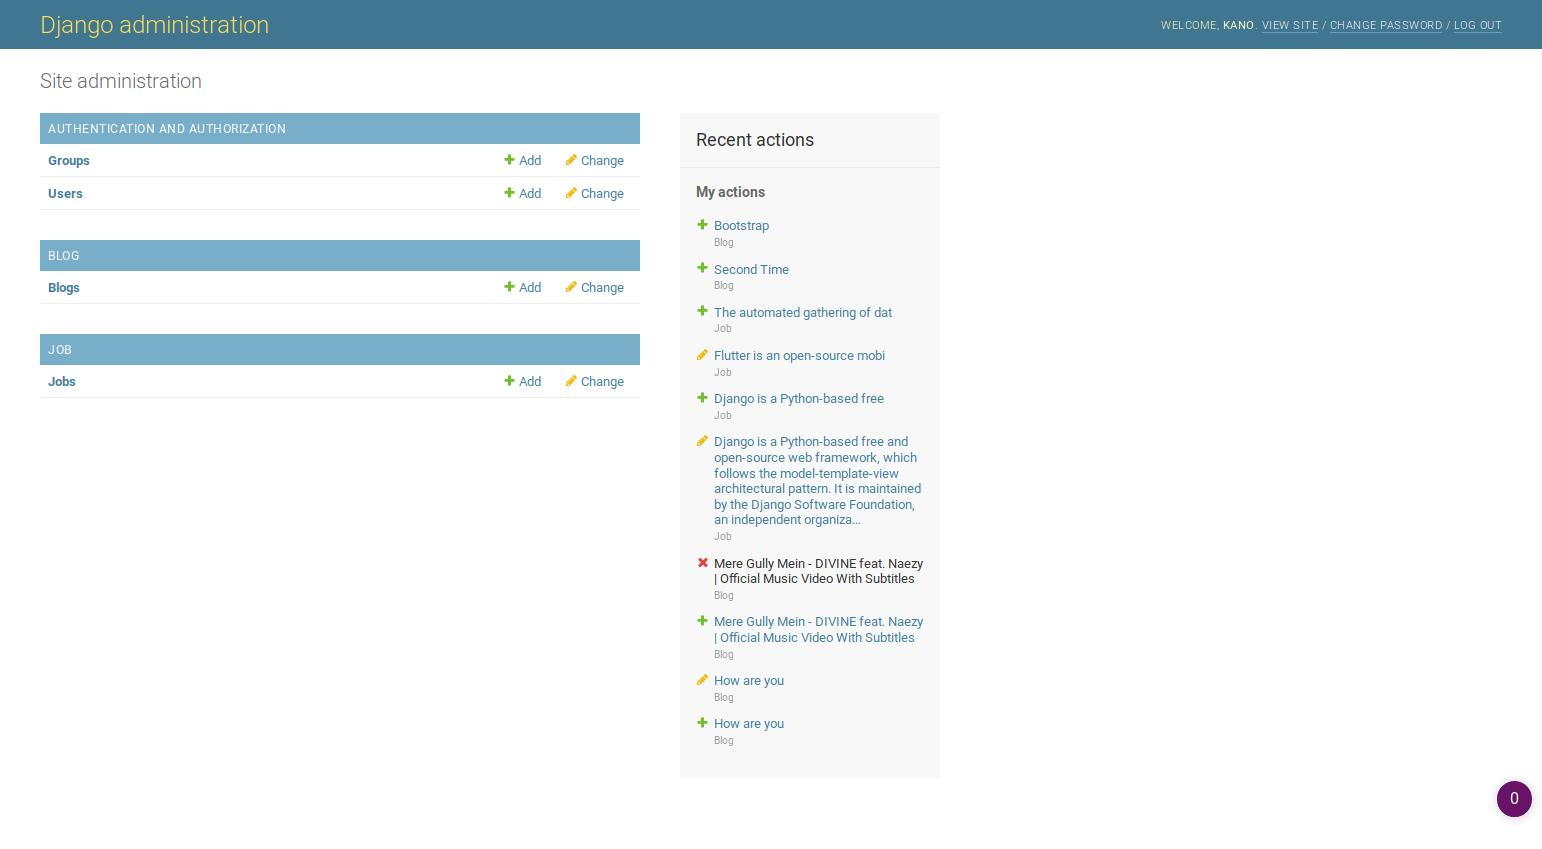 Django administration
WELCOME, KANO. VIEW SITE / CHANGE PASSWORD / LOG OUT
Site administration
AUTHENTICATION AND AUTHORIZATION
Groups Add Change
Users Add Change
BLOG
Blogs Add Change
JOB
Jobs Add Change
Recent actions
My actions
Bootstrap
Blog
Second Time
Blog
The automated gathering of dat
Job
Flutter is an open-source mobi
Job
Django is a Python-based free
Job
Django is a Python-based free and
open-source web framework, which
follows the model-template-view
architectural pattern. It is maintained
by the Django Software Foundation,
an independent organiza…
Job
Mere Gully Mein - DIVINE feat. Naezy
| Official Music Video With Subtitles
Blog
Mere Gully Mein - DIVINE feat. Naezy
| Official Music Video With Subtitles
Blog
How are you
Blog
How are you
Blog
0